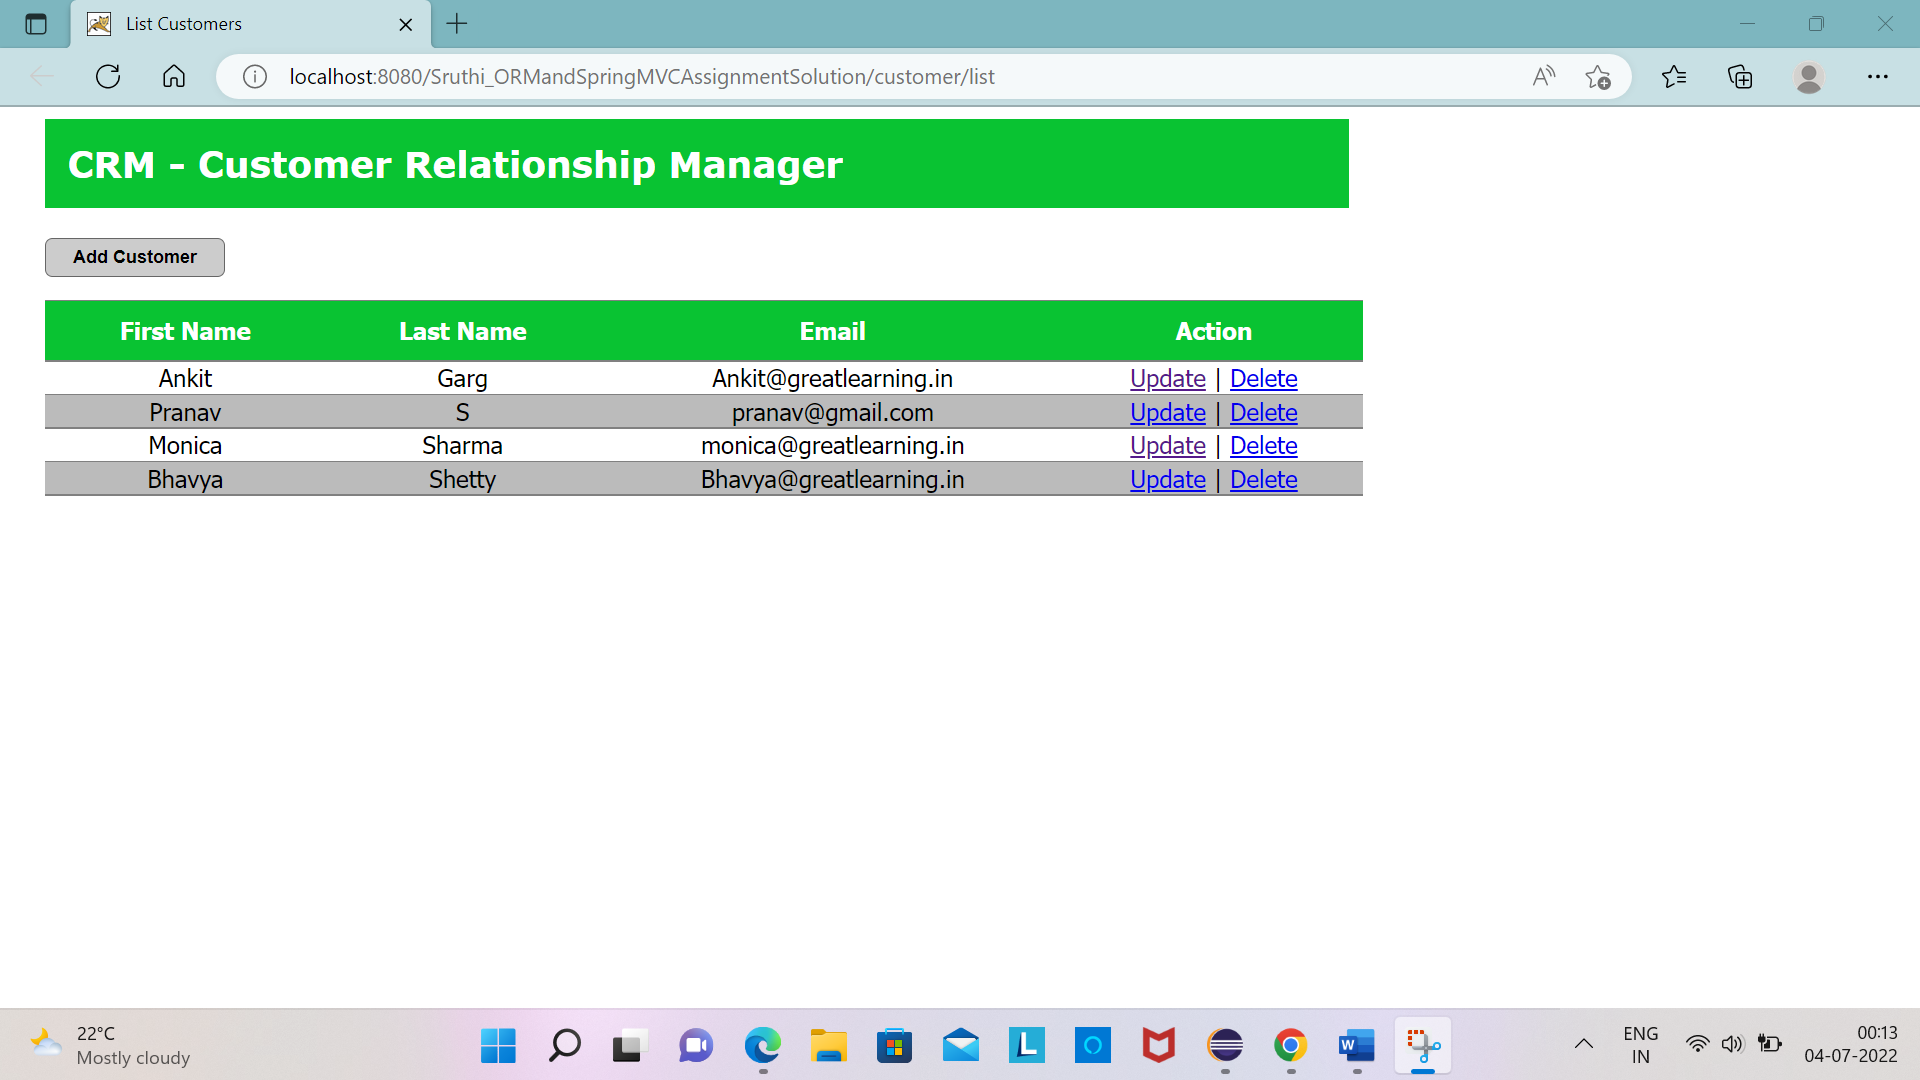 List Customers
localhost:8080/Sruthi_ORMandSpringMVCAssignmentSolution/customer/list
CRM - Customer Relationship Manager
Add Customer
First Name Last Name Email Action
Ankit Garg Ankit@greatlearning.in Update | Delete
Pranav S pranav@gmail.com Update | Delete
Monica Sharma monica@greatlearning.in Update | Delete
Bhavya Shetty Bhavya@greatlearning.in Update | Delete
22°C
Mostly cloudy
ENG
IN
00:13
04-07-2022